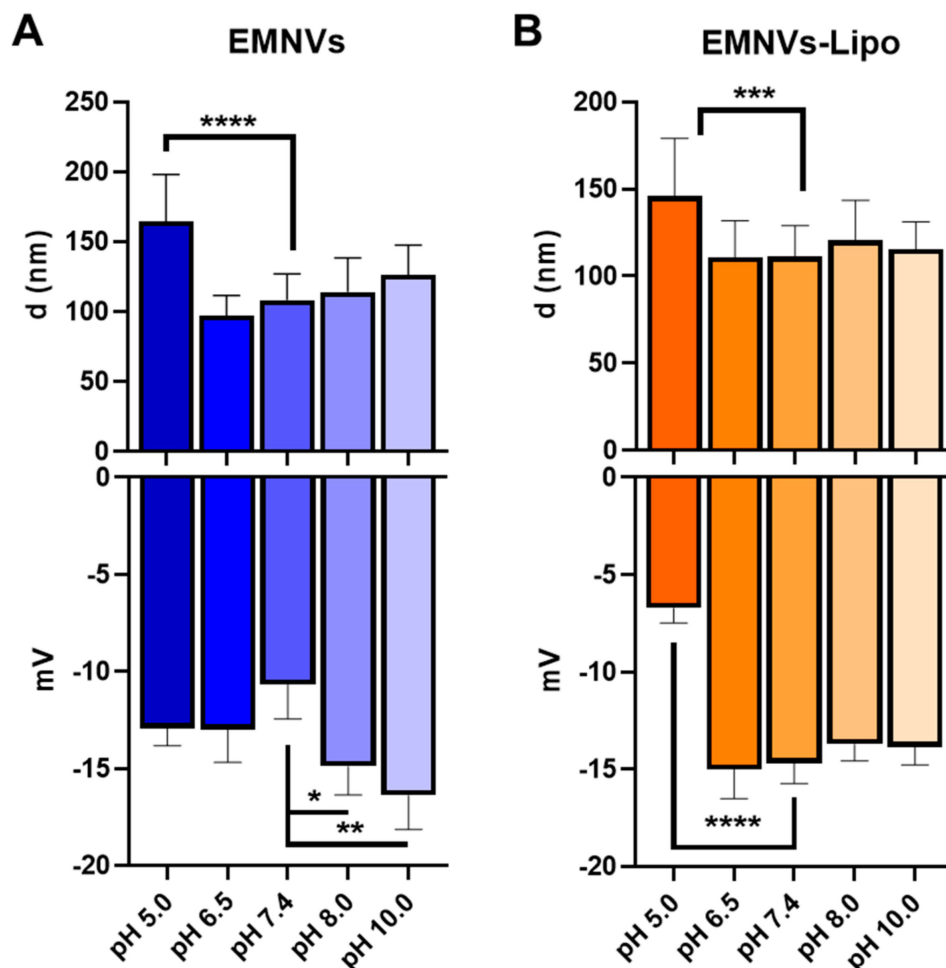 A
EMNVs
250
200
150
100
50
0
d (nm)
****
0
-5
-10
-15
-20
mV
*
**
pH 5.0
pH 6.5
pH 7.4
pH 8.0
pH 10.0
B
EMNVs-Lipo
200
150
100
50
0
d (nm)
***
0
-5
-10
-15
-20
mV
****
pH 5.0
pH 6.5
pH 7.4
pH 8.0
pH 10.0